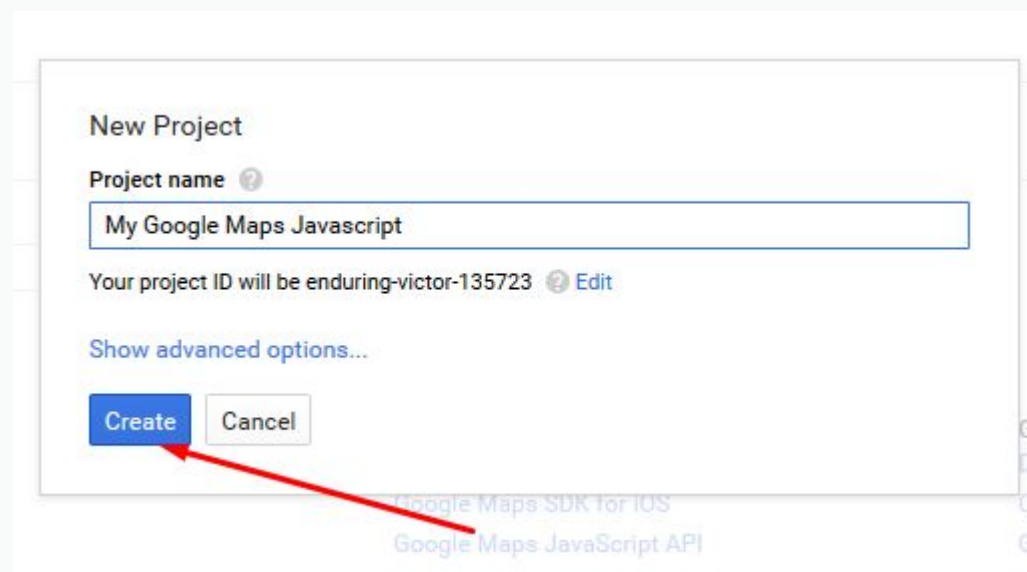 New Project
Project name ?
My Google Maps Javascript
Your project ID will be enduring-victor-135723 ? Edit
Show advanced options...
Create Cancel
Google Maps SDK for iOS
Google Maps JavaScript API